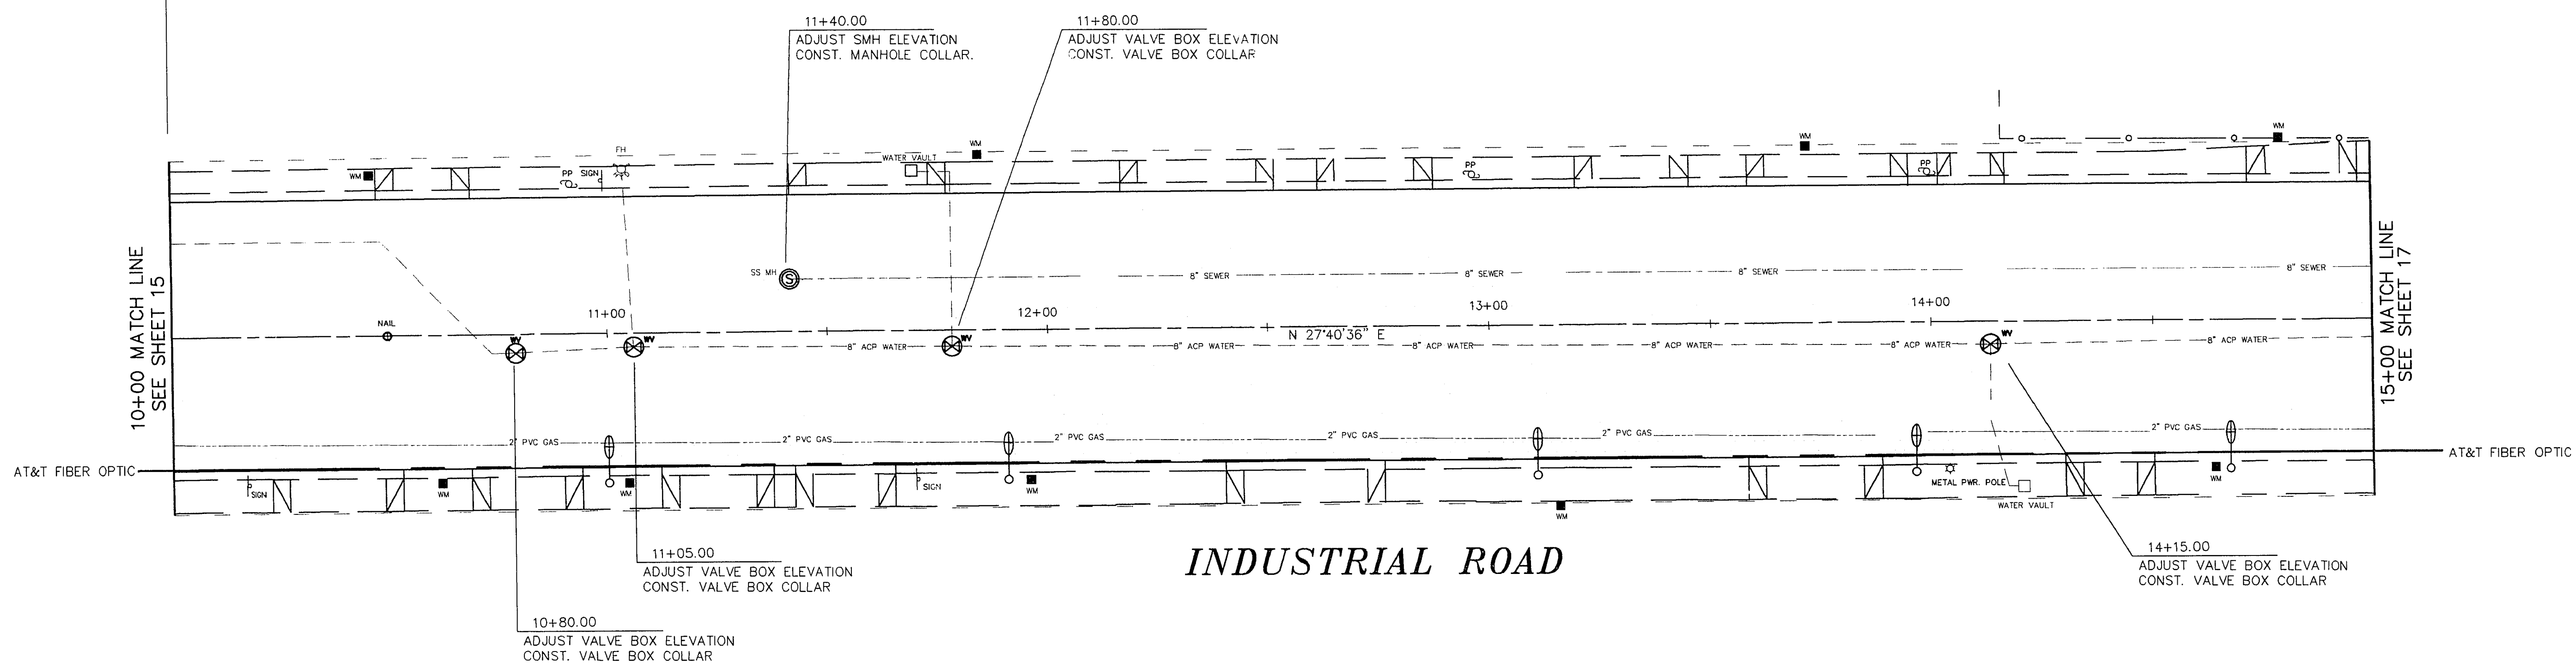 11+40.00
ADJUST SMH ELEVATION
CONST. MANHOLE COLLAR.
11+80.00
ADJUST VALVE BOX ELEVATION
CONST. VALVE BOX COLLAR
WM
FH
PP
SIGN
WATER VAULT
WM
PP
WM
PP
WM
10+00 MATCH LINE
SEE SHEET 15
SS MH
S
8" SEWER
8" SEWER
8" SEWER
8" SEWER
15+00 MATCH LINE
SEE SHEET 17
NAIL
11+00
12+00
13+00
14+00
N 27°40'36" E
WV
WV
WV
WV
8" ACP WATER
8" ACP WATER
8" ACP WATER
8" ACP WATER
8" ACP WATER
8" ACP WATER
2" PVC GAS
2" PVC GAS
2" PVC GAS
2" PVC GAS
2" PVC GAS
2" PVC GAS
AT&T FIBER OPTIC
AT&T FIBER OPTIC
SIGN
WM
WM
SIGN
WM
WM
METAL PWR. POLE
WATER VAULT
WM
INDUSTRIAL ROAD
11+05.00
ADJUST VALVE BOX ELEVATION
CONST. VALVE BOX COLLAR
14+15.00
ADJUST VALVE BOX ELEVATION
CONST. VALVE BOX COLLAR
10+80.00
ADJUST VALVE BOX ELEVATION
CONST. VALVE BOX COLLAR